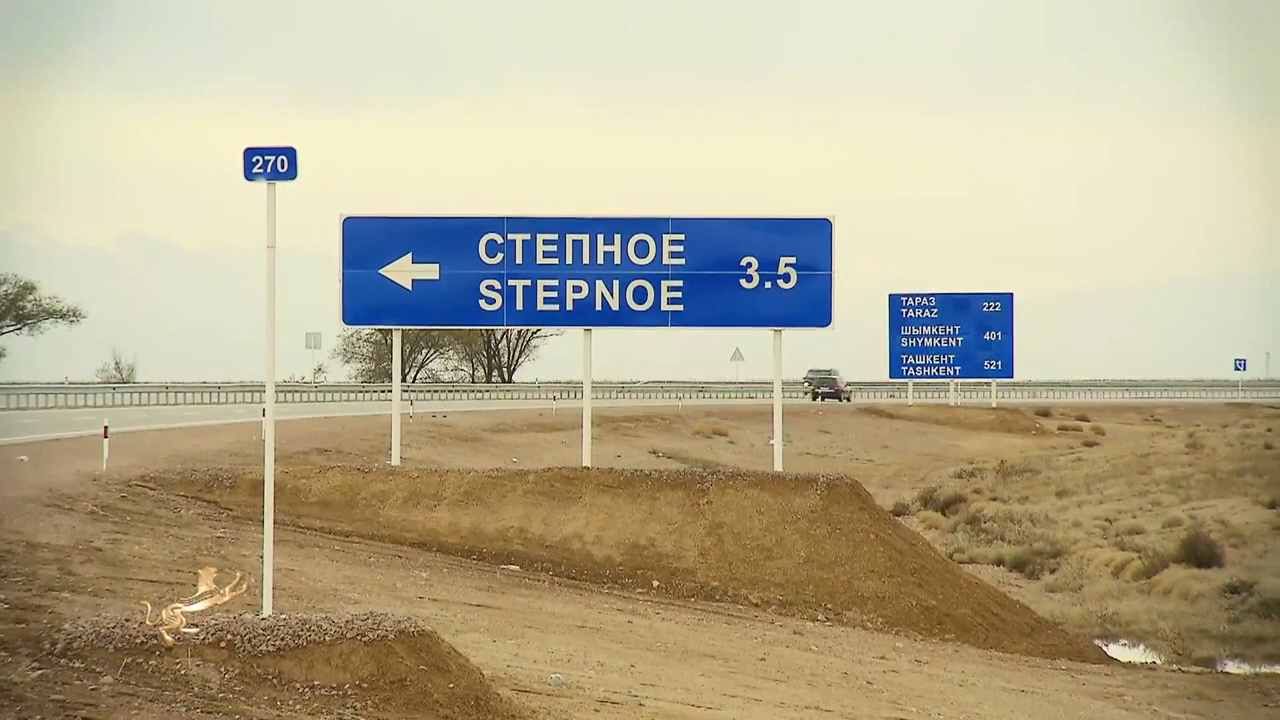 270
СТЕПНОЕ
STEPNOE
3.5
ТАРАЗ
TARAZ
222
ШЫМКЕНТ
SHYMKENT
401
ТАШКЕНТ
TASHKENT
521